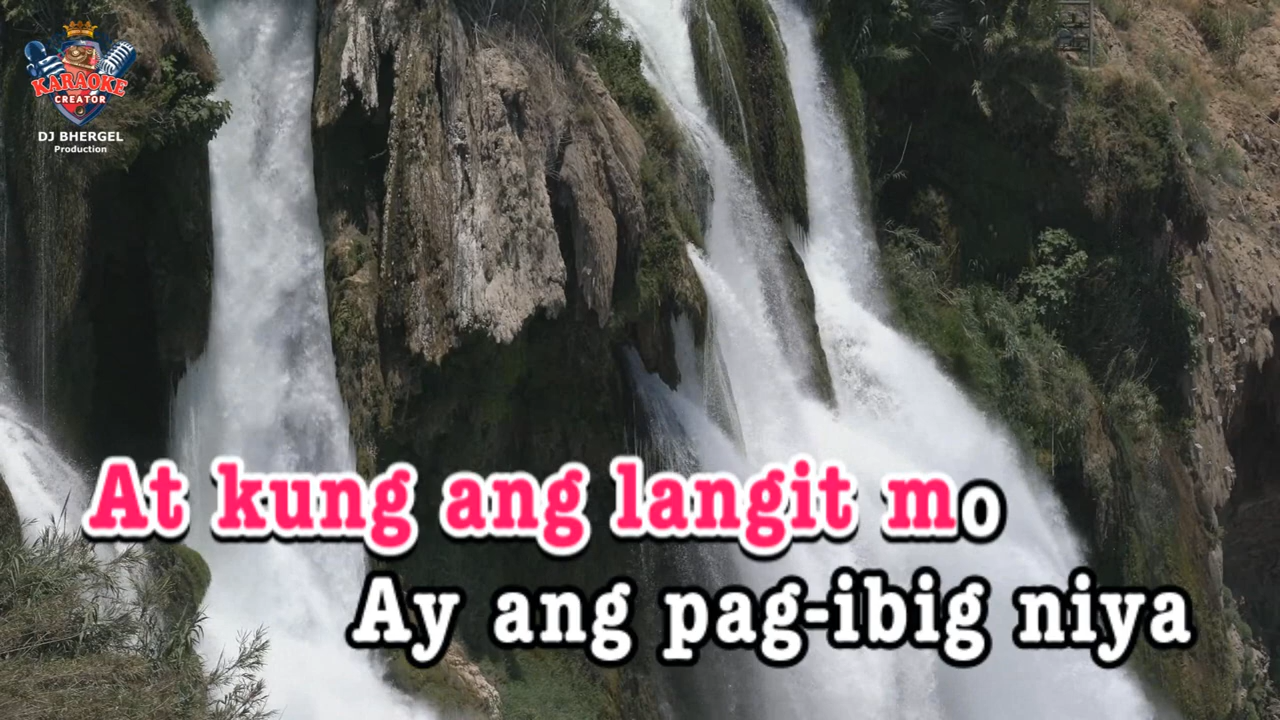 KARAOKE
CREATOR
DJ BHERGEL
Production
At kung ang langit mo
Ay ang pag-ibig niya